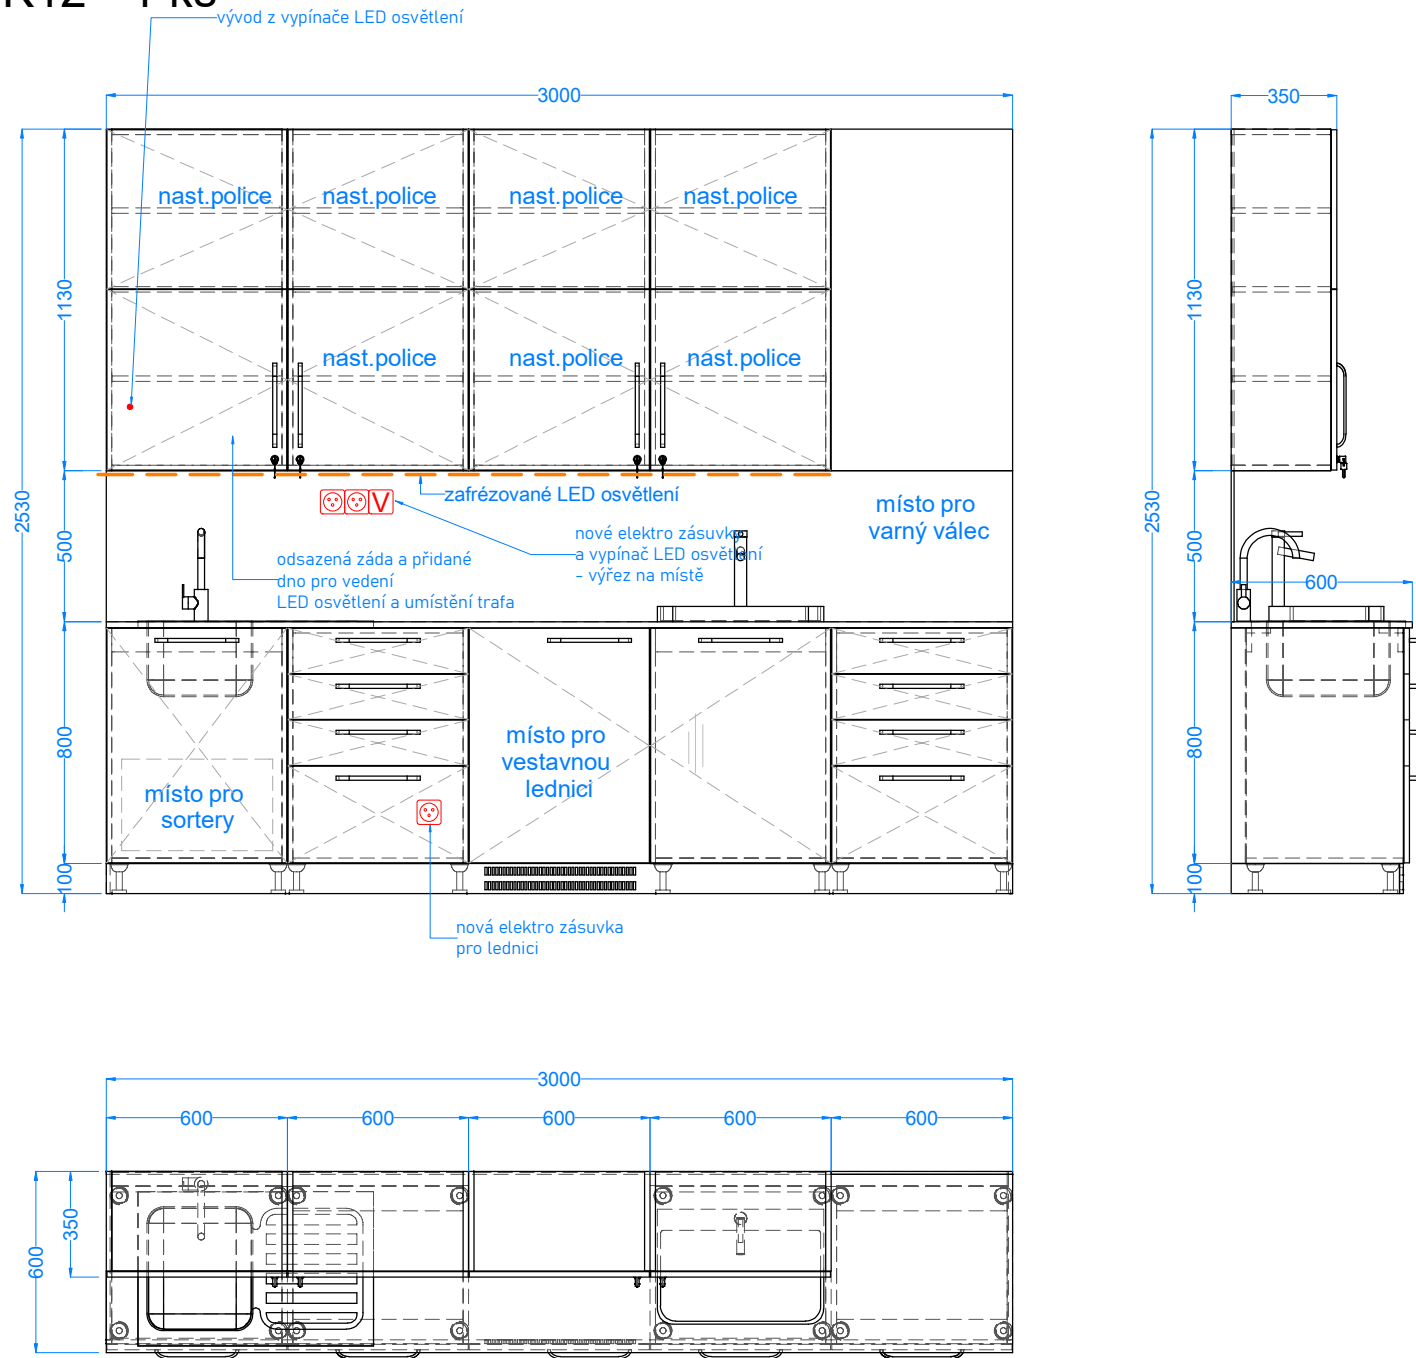 vývod z vypínače LED osvětlení
3000
350
nast.police nast.police nast.police nast.police
1130
1130
nast.police nast.police nast.police
2530
2530
zafrézované LED osvětlení
V
místo pro
varný válec
500
500
nové elektro zásuvky
a vypínač LED osvětlení
- výřez na místě
odsazená záda a přidané
dno pro vedení
LED osvětlení a umístění trafa
600
800
800
místo pro
vestavnou
lednici
místo pro
sortery
100
100
nová elektro zásuvka
pro lednici
3000
600 600 600 600 600
350
600